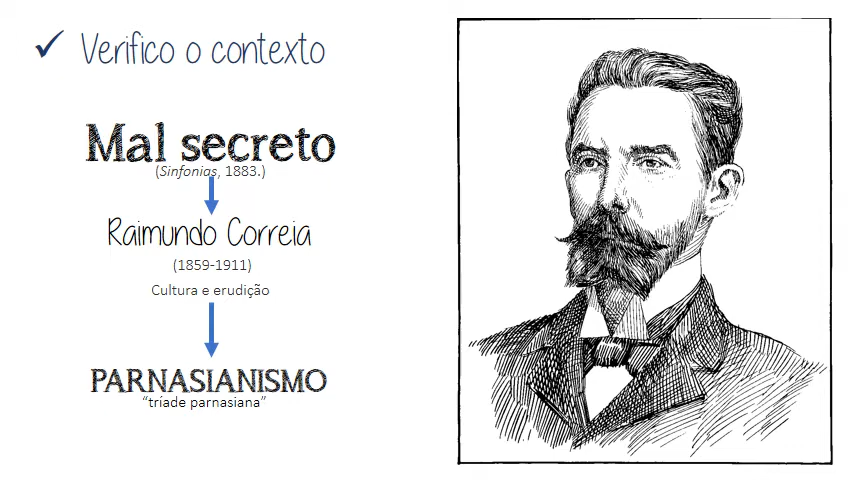 ✓ Verifico o contexto
Mal secreto
(Sinfonias, 1883.)
Raimundo Correia
(1859-1911)
Cultura e erudição
PARNASIANISMO
“tríade parnasiana”